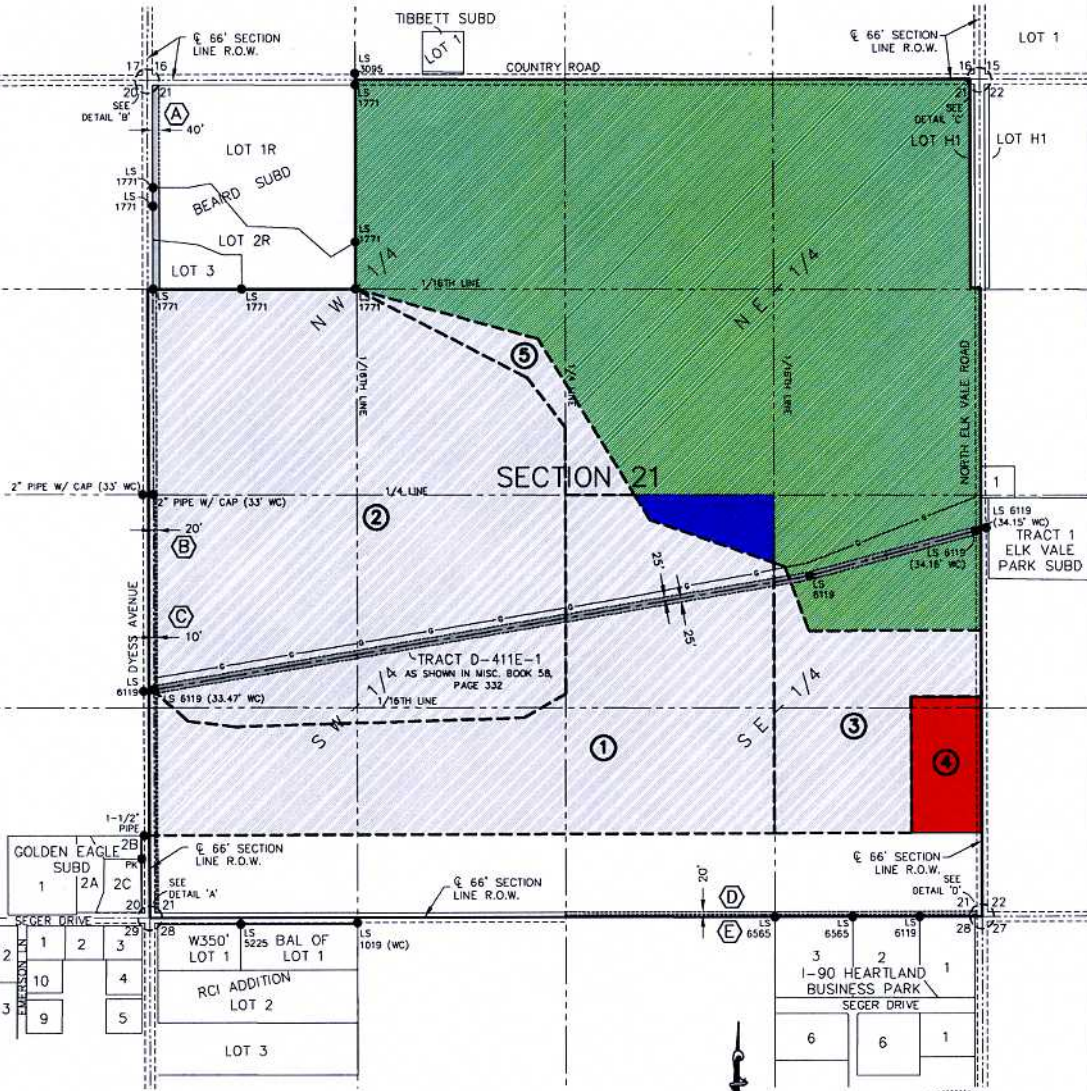 TIBBETT SUBD
LOT 1
℄ 66' SECTION
LINE R.O.W.
℄ 66' SECTION
LINE R.O.W.
LOT 1
17 16
LS
3095
COUNTRY ROAD
16 15
20 21
LS
1771
21 22
SEE
DETAIL 'B'
A
40'
SEE
DETAIL 'C'
LOT H1
LOT H1
LOT 1R
BEAIRD SUBD
LS
1771
LS
1771
LOT 2R
LS
1771
LOT 3
NW 1/4
1/16TH LINE
NE 1/4
LS
1771
LS
1771
LS
1771
5
1/16TH LINE
1/4 LINE
1/16TH LINE
NORTH ELK VALE ROAD
SECTION 21
2" PIPE W/ CAP (33' WC)
2" PIPE W/ CAP (33' WC)
1/4 LINE
1
2
20'
B
LS 6119
(34.15' WC)
TRACT 1
ELK VALE
PARK SUBD
LS 6119
(34.16' WC)
G
25'
25'
LS
6119
DYESS AVENUE
C
10'
G G G G G G
TRACT D-411E-1
AS SHOWN IN MISC. BOOK 58,
PAGE 332
LS
6119
LS 6119 (33.47' WC)
1/16TH LINE
SW 1/4
SE 1/4
1
3
4
1-1/2"
PIPE
2B
GOLDEN EAGLE
SUBD
PK
1
2A
2C
℄ 66' SECTION
LINE R.O.W.
SEE
DETAIL 'A'
℄ 66' SECTION
LINE R.O.W.
℄ 66' SECTION
LINE R.O.W.
SEE
DETAIL 'D'
20'
D
E
20 21
21 22
SEGER DRIVE
29 28
28 27
LS
5225
LS
1019 (WC)
LS
6565
LS
6565
LS
6119
2
1
2
3
W350'
LOT 1
BAL OF
LOT 1
3
2
1
EMERSON LN
10
4
RCI ADDITION
LOT 2
I-90 HEARTLAND
BUSINESS PARK
SEGER DRIVE
3
9
5
6
6
1
LOT 3